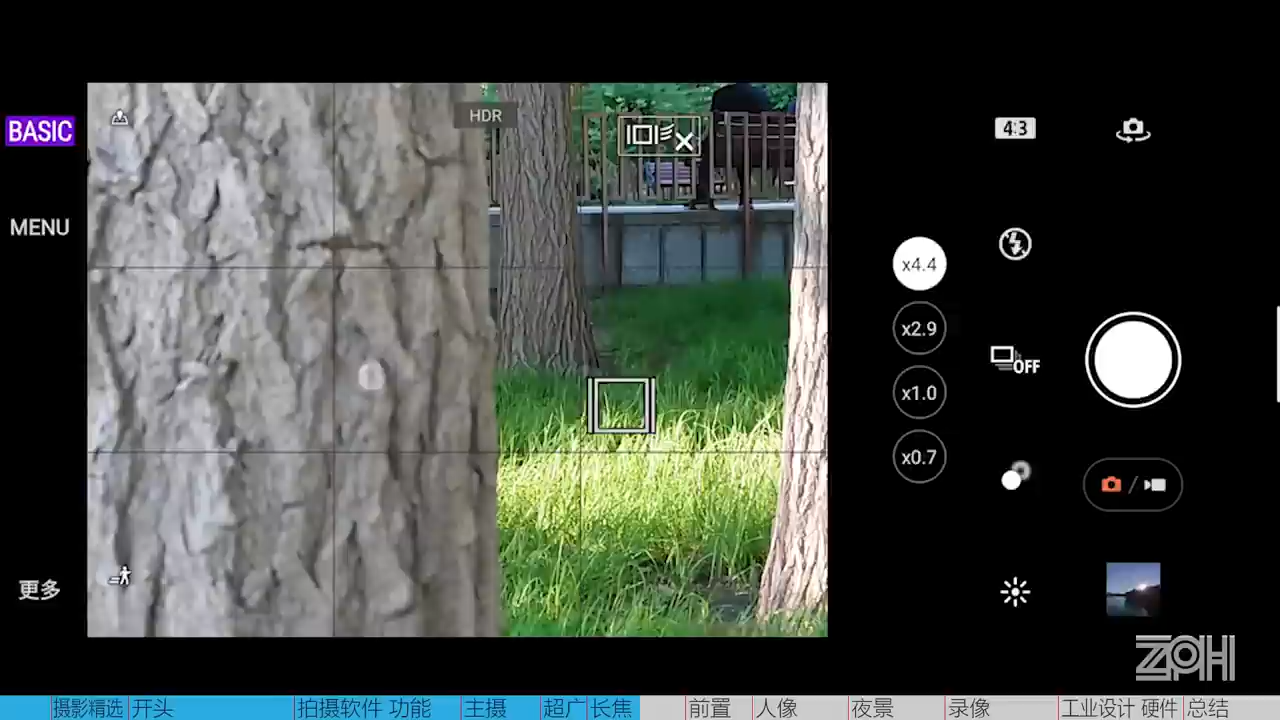 BASIC
MENU
更多
HDR
4:3
x4.4
x2.9
x1.0
x0.7
OFF
ZPH
摄影精选 开头 拍摄软件 功能 主摄 超广 长焦 前置 人像 夜景 录像 工业设计 硬件 总结